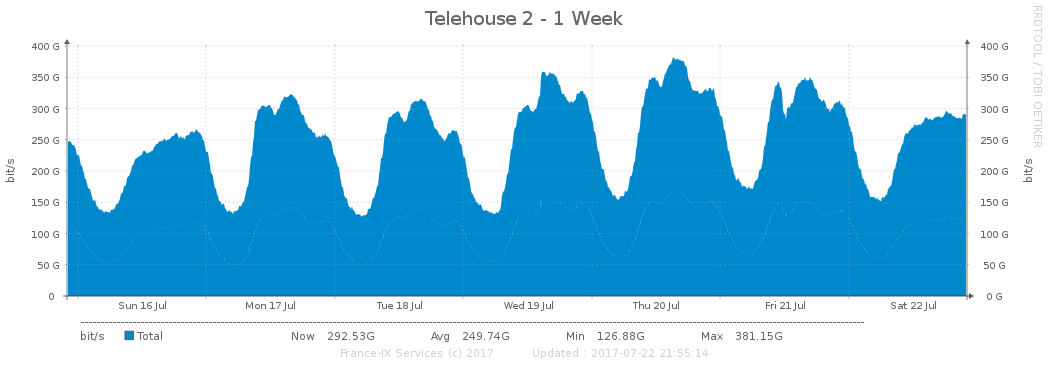 Telehouse 2 - 1 Week
RRDTOOL / TOBI OETIKER
400 G 400 G
350 G 350 G
300 G 300 G
250 G 250 G
200 G 200 G
150 G 150 G
100 G 100 G
50 G 50 G
0 0 G
bit/s bit/s
Sun 16 Jul Mon 17 Jul Tue 18 Jul Wed 19 Jul Thu 20 Jul Fri 21 Jul Sat 22 Jul
bit/s Total Now 292.53G Avg 249.74G Min 126.88G Max 381.15G
France-IX Services (c) 2017 Updated : 2017-07-22 21:55:14